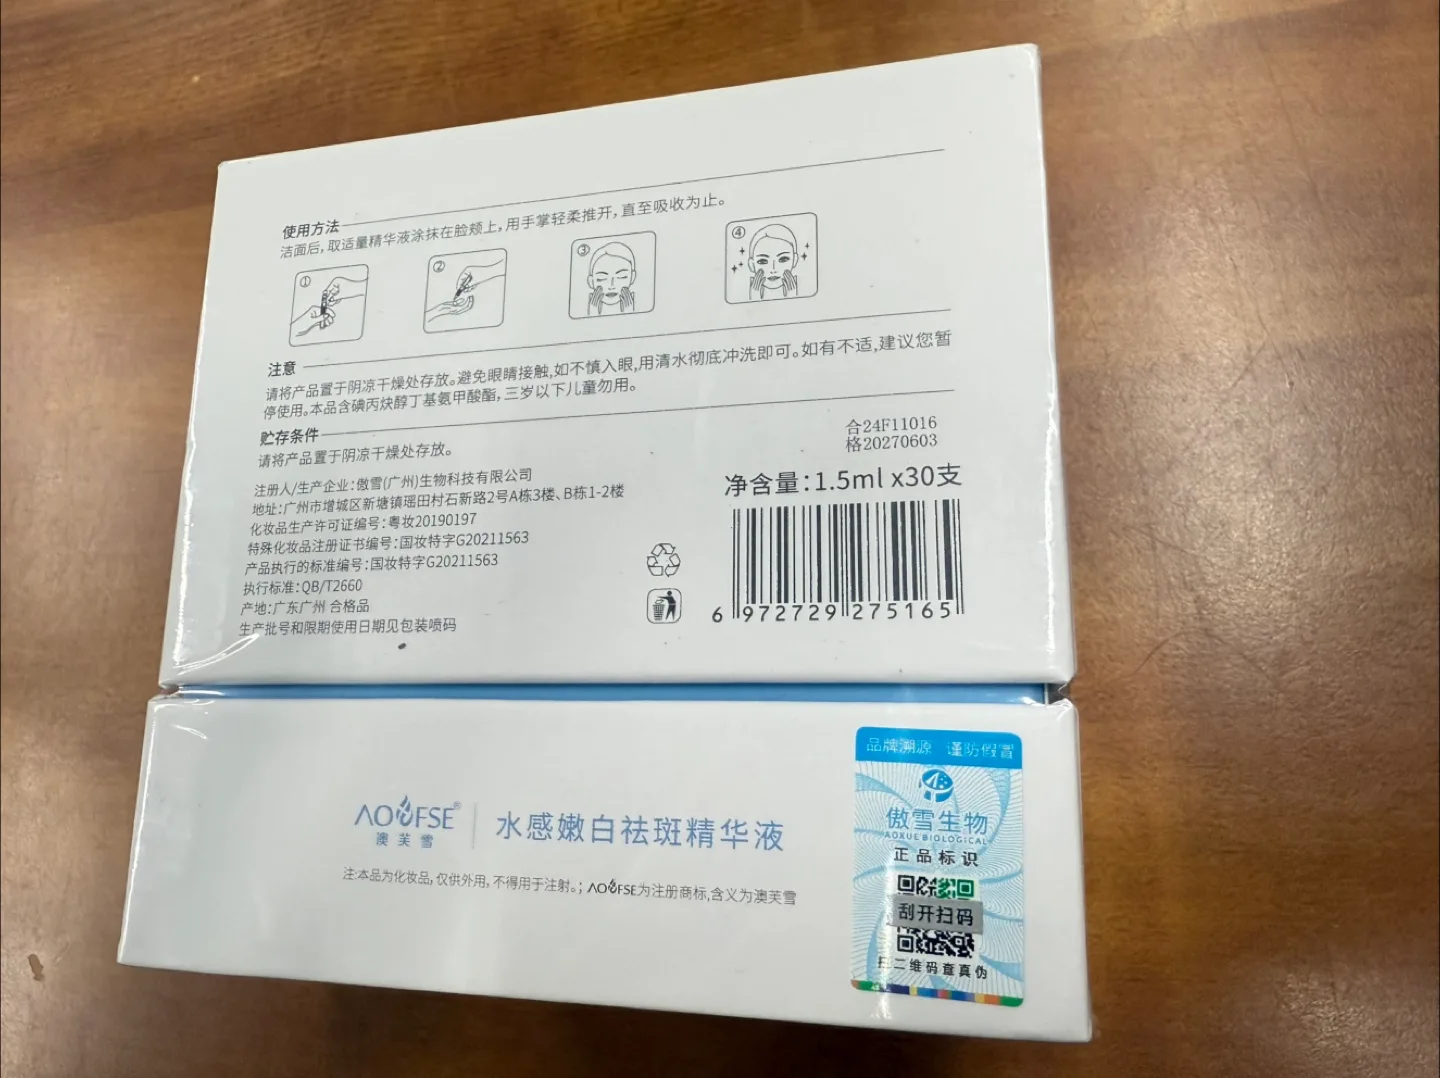 使用方法
洁面后，取适量精华液涂抹在脸颊上，用手掌轻柔推开，直至吸收为止。
① ② ③ ④
注意
请将产品置于阴凉干燥处存放。避免眼睛接触，如不慎入眼，用清水彻底冲洗即可。如有不适，建议您暂
停使用。本品含碘丙炔醇丁基氨甲酸酯，三岁以下儿童勿用。
贮存条件
请将产品置于阴凉干燥处存放。
合24F11016
格20270603
注册人/生产企业：傲雪(广州)生物科技有限公司
地址：广州市增城区新塘镇瑶田村石新路2号A栋3楼、B栋1-2楼
化妆品生产许可证编号：粤妆20190197
特殊化妆品注册证书编号：国妆特字G20211563
产品执行的标准编号：国妆特字G20211563
执行标准：QB/T2660
产地：广东广州 合格品
生产批号和限期使用日期见包装喷码
净含量：1.5ml x30支
6 972729 275165
AOUFSE®
澳芙雪
水感嫩白祛斑精华液
注：本品为化妆品，仅供外用，不得用于注射。；AOUFSE为注册商标，含义为澳芙雪
品牌溯源 谨防假冒
傲雪生物
AOXUE BIOLOGICAL
正品标识
刮开扫码
扫二维码查真伪